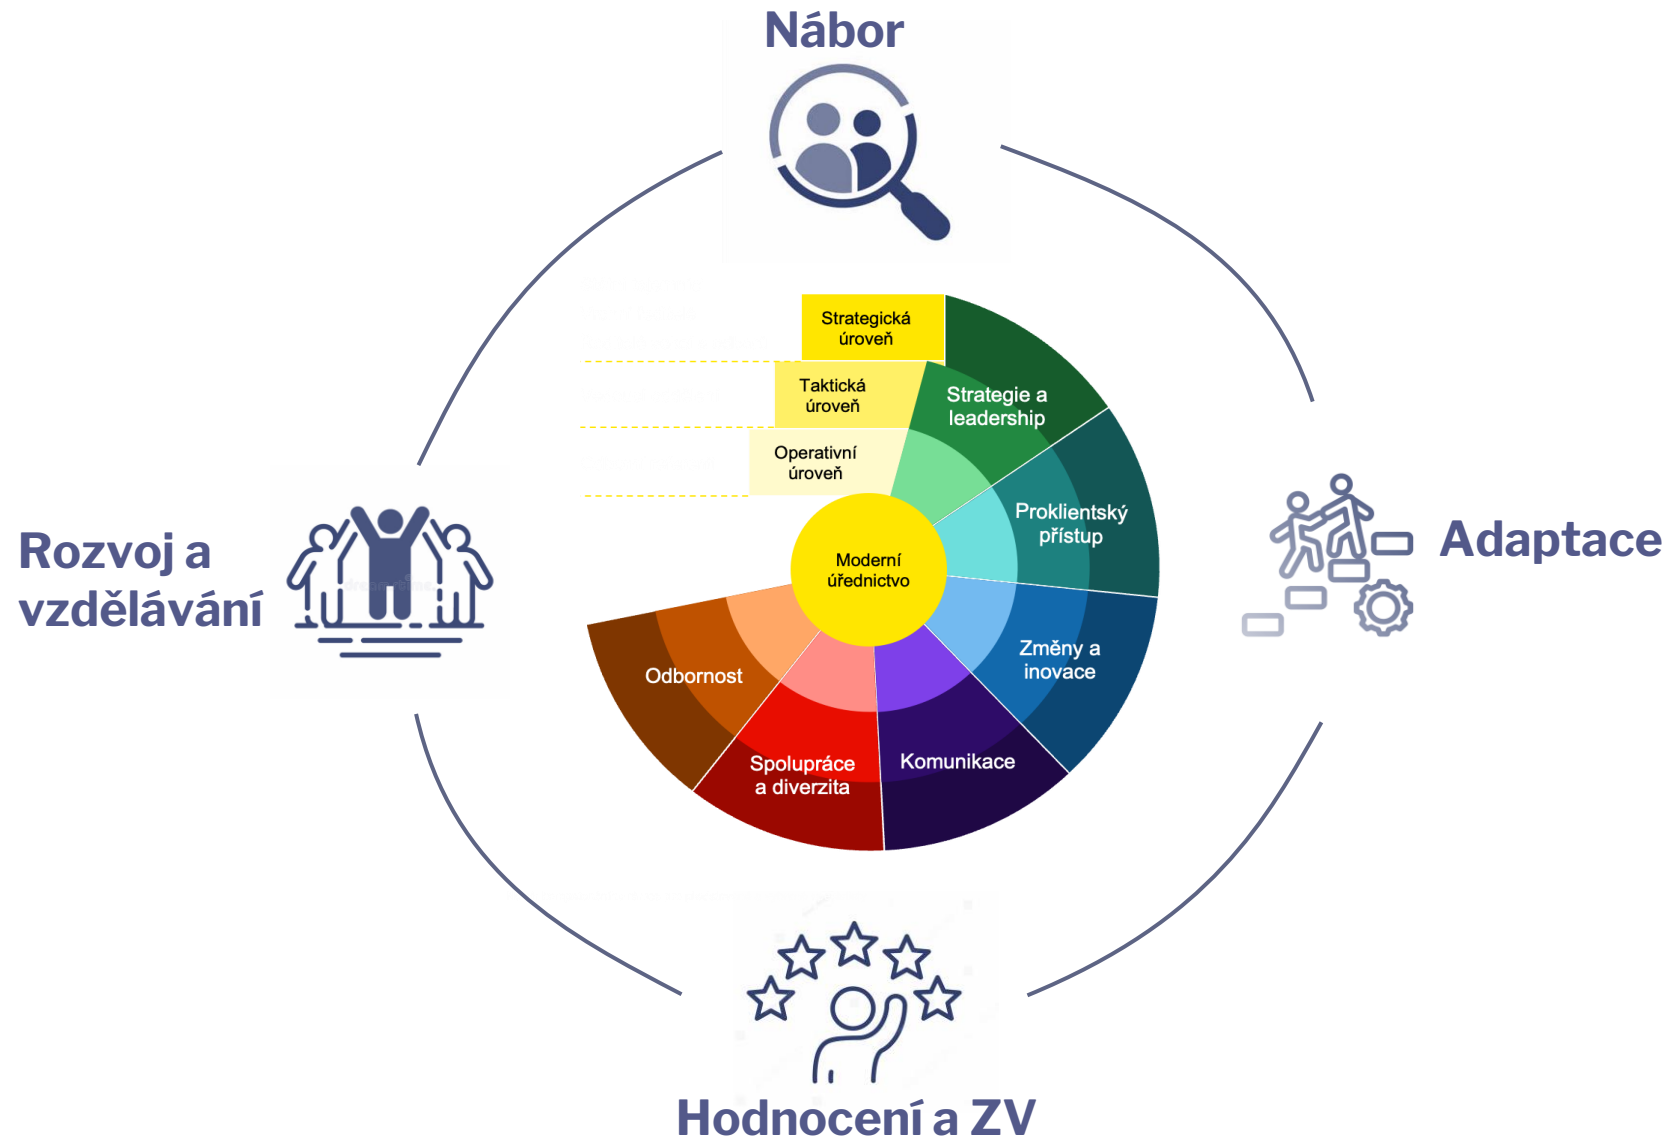 Nábor
Strategická
úroveň
Taktická
úroveň
Strategie a
leadership
Operativní
úroveň
Proklientský
přístup
Adaptace
Rozvoj a
vzdělávání
Moderní
úřednictvo
Změny a
inovace
Odbornost
Spolupráce
a diverzita
Komunikace
Hodnocení a ZV